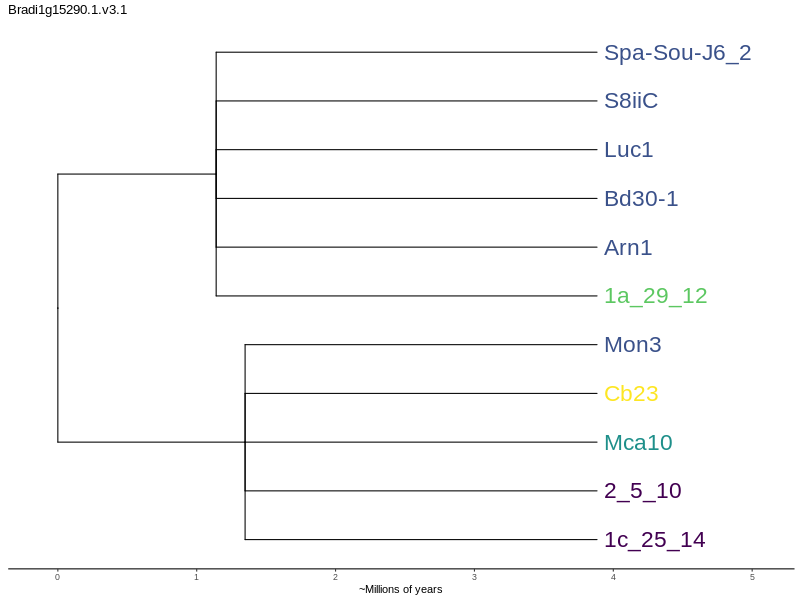 Bradi1g15290.1.v3.1
Spa-Sou-J6_2
S8iiC
Luc1
Bd30-1
Arn1
1a_29_12
Mon3
Cb23
Mca10
2_5_10
1c_25_14
0 1 2 3 4 5
~Millions of years